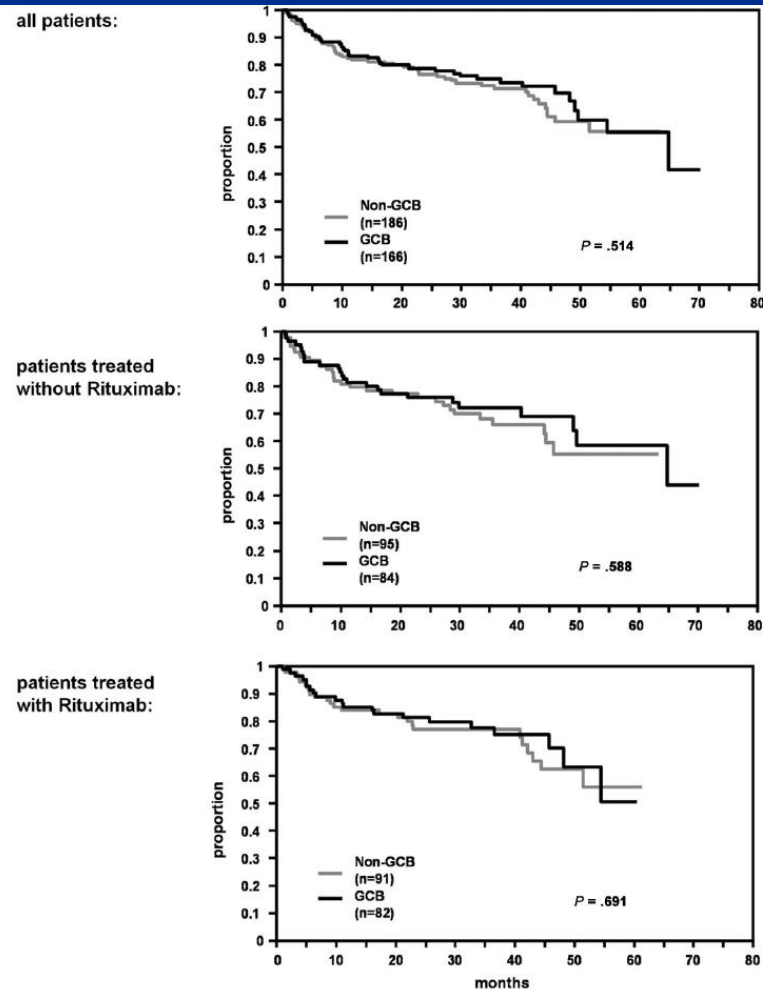 all patients:
1
0.9
0.8
0.7
0.6
0.5
0.4
0.3
0.2
0.1
0
proportion
Non-GCB
(n=186)
GCB
(n=166)
P = .514
0 10 20 30 40 50 60 70 80
patients treated
without Rituximab:
1
0.9
0.8
0.7
0.6
0.5
0.4
0.3
0.2
0.1
0
proportion
Non-GCB
(n=95)
GCB
(n=84)
P = .588
0 10 20 30 40 50 60 70 80
patients treated
with Rituximab:
1
0.9
0.8
0.7
0.6
0.5
0.4
0.3
0.2
0.1
0
proportion
Non-GCB
(n=91)
GCB
(n=82)
P = .691
0 10 20 30 40 50 60 70 80
months